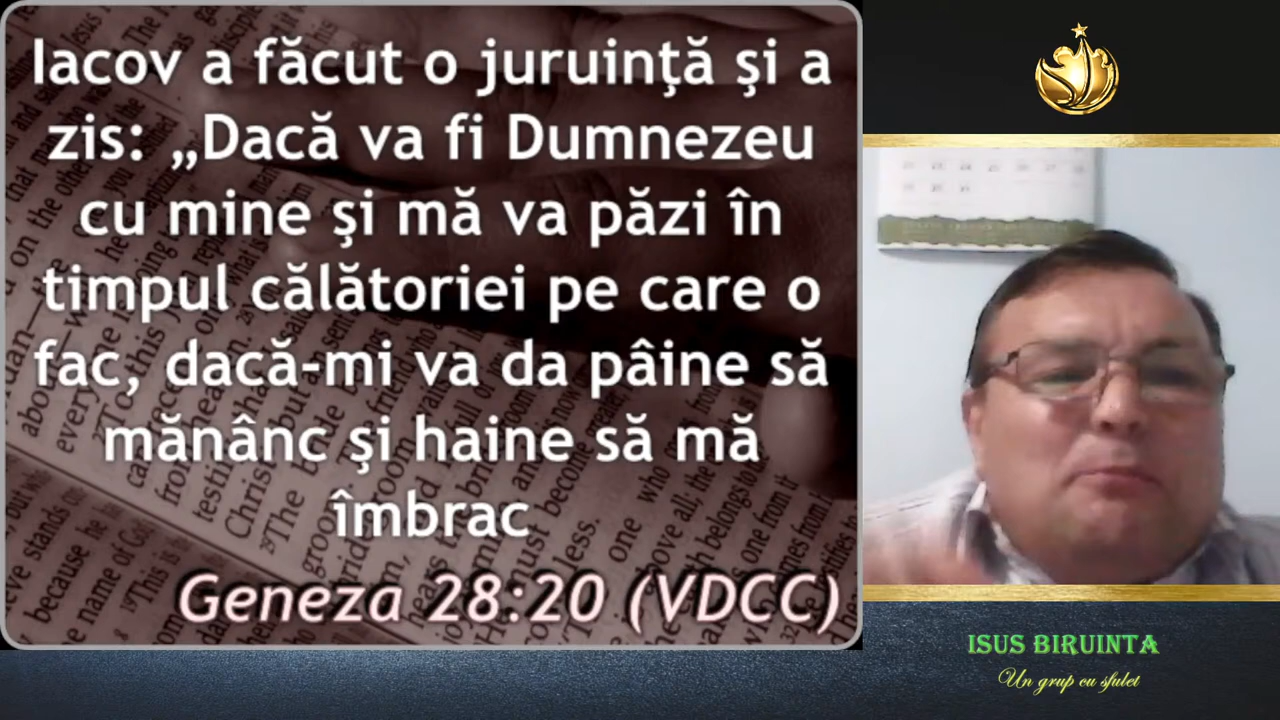 Iacov a făcut o juruinţă şi a
zis: „Dacă va fi Dumnezeu
cu mine şi mă va păzi în
timpul călătoriei pe care o
fac, dacă-mi va da pâine să
mănânc şi haine să mă
îmbrac
Geneza 28:20 (VDCC)
ISUS BIRUINTA
Un grup cu sfulet